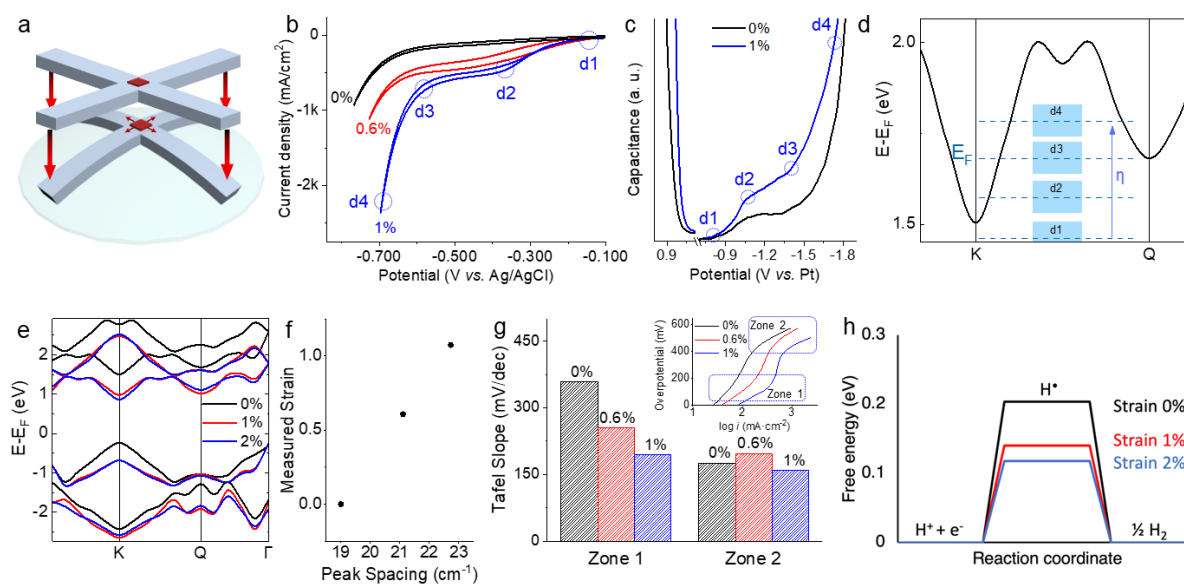 a
b
Current density (mA/cm²)
0
-1k
-2k
0%
0.6%
1%
d1
d2
d3
d4
-0.700
-0.500
-0.300
-0.100
Potential (V vs. Ag/AgCl)
c
Capacitance (a. u.)
0%
1%
d1
d2
d3
d4
0.9
-0.9
-1.2
-1.5
-1.8
Potential (V vs. Pt)
d
E-E_F (eV)
2.0
1.5
E_F
d4
d3
d2
d1
η
K
Q
e
E-E_F (eV)
2
1
0
-1
-2
0%
1%
2%
K
Q
Γ
f
Measured Strain
1.0
0.5
0.0
19
20
21
22
23
Peak Spacing (cm⁻¹)
g
Tafel Slope (mV/dec)
450
300
150
0
0%
0.6%
1%
0%
0.6%
1%
Zone 1
Zone 2
Overpotential (mV)
600
400
200
0
0%
0.6%
1%
Zone 2
Zone 1
1
2
3
4
log i (mA·cm⁻²)
h
Free energy (eV)
0.3
0.2
0.1
0.0
H•
Strain 0%
Strain 1%
Strain 2%
H⁺ + e⁻
½ H₂
Reaction coordinate